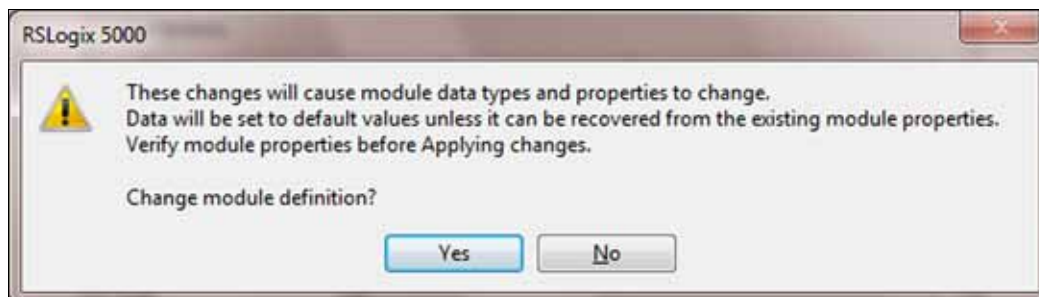 RSLogix 5000
These changes will cause module data types and properties to change.
Data will be set to default values unless it can be recovered from the existing module properties.
Verify module properties before Applying changes.
Change module definition?
Yes
No